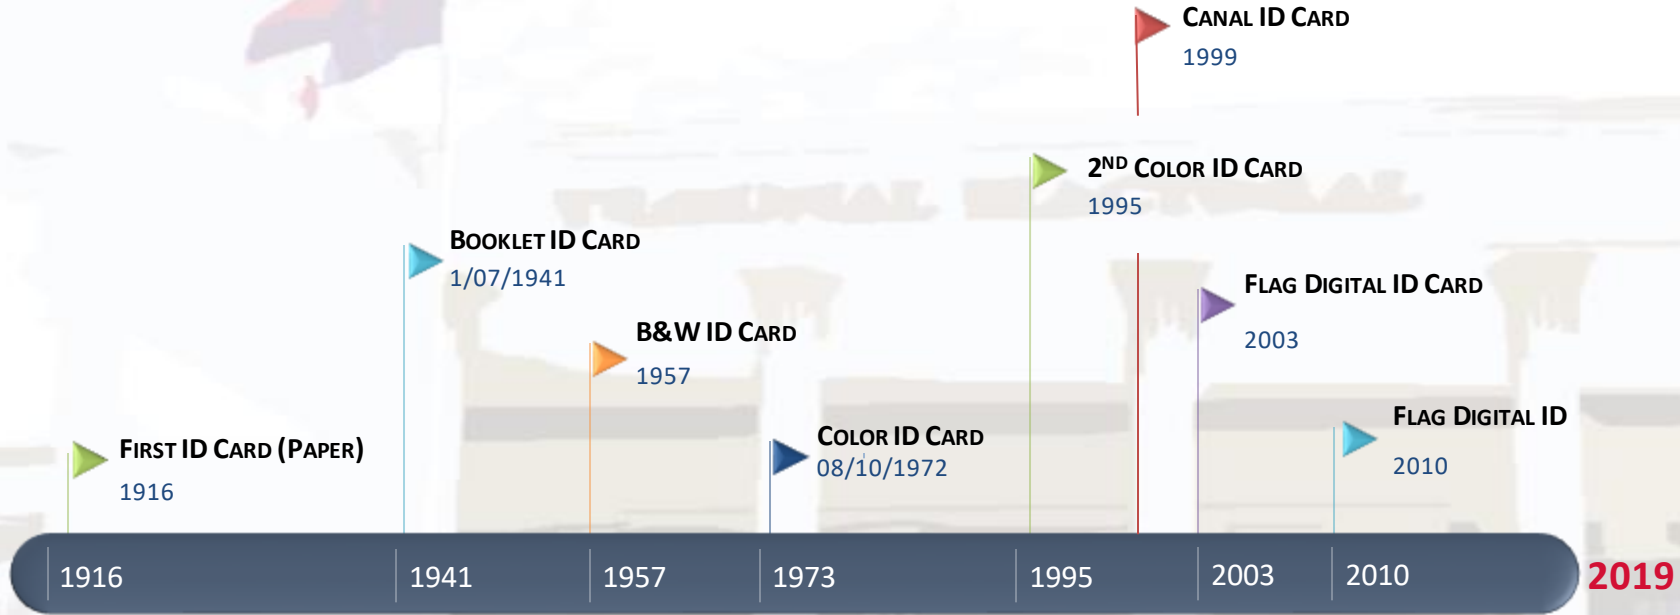 CANAL ID CARD
1999
2ND COLOR ID CARD
1995
BOOKLET ID CARD
1/07/1941
FLAG DIGITAL ID CARD
2003
B&W ID CARD
1957
FLAG DIGITAL ID
2010
COLOR ID CARD
08/10/1972
FIRST ID CARD (PAPER)
1916
1916 1941 1957 1973 1995 2003 2010 2019